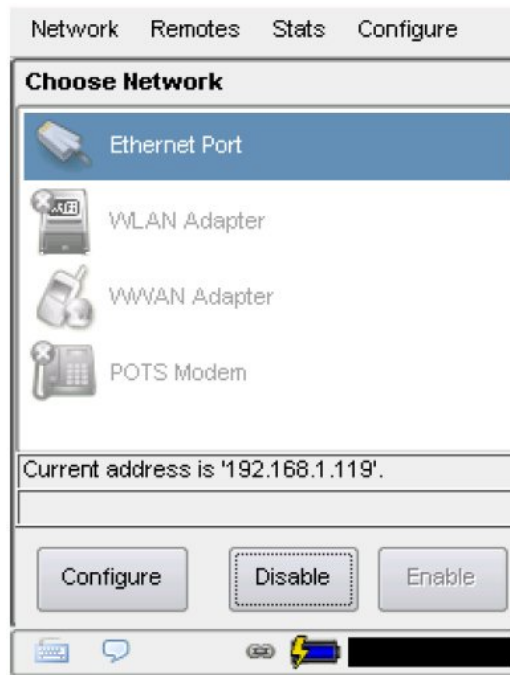 Network Remotes Stats Configure
Choose Network
Ethernet Port
WLAN Adapter
WWAN Adapter
POTS Modem
Current address is '192.168.1.119'.
Configure Disable Enable